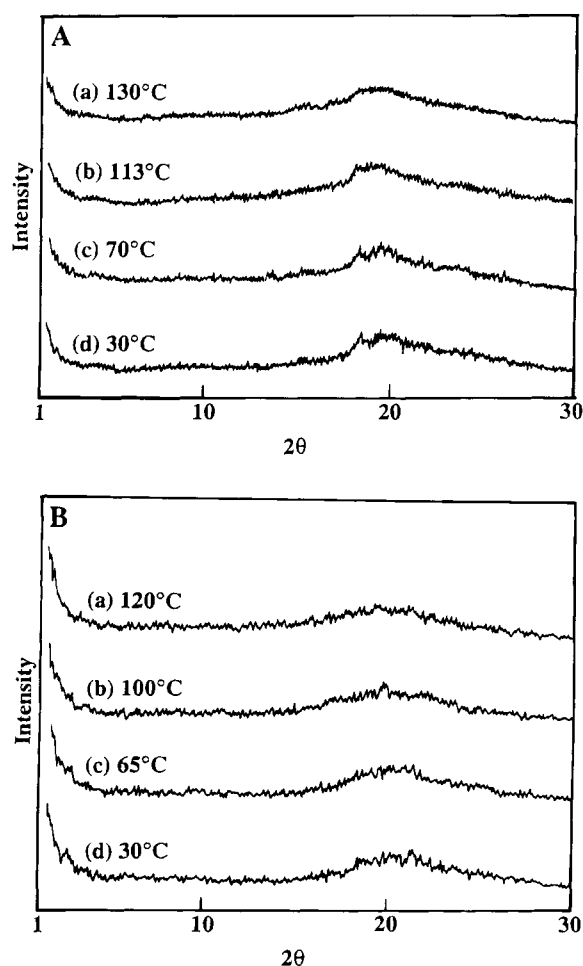 A
(a) 130°C
(b) 113°C
(c) 70°C
(d) 30°C
Intensity
1 10 20 30
2θ
B
(a) 120°C
(b) 100°C
(c) 65°C
(d) 30°C
Intensity
1 10 20 30
2θ